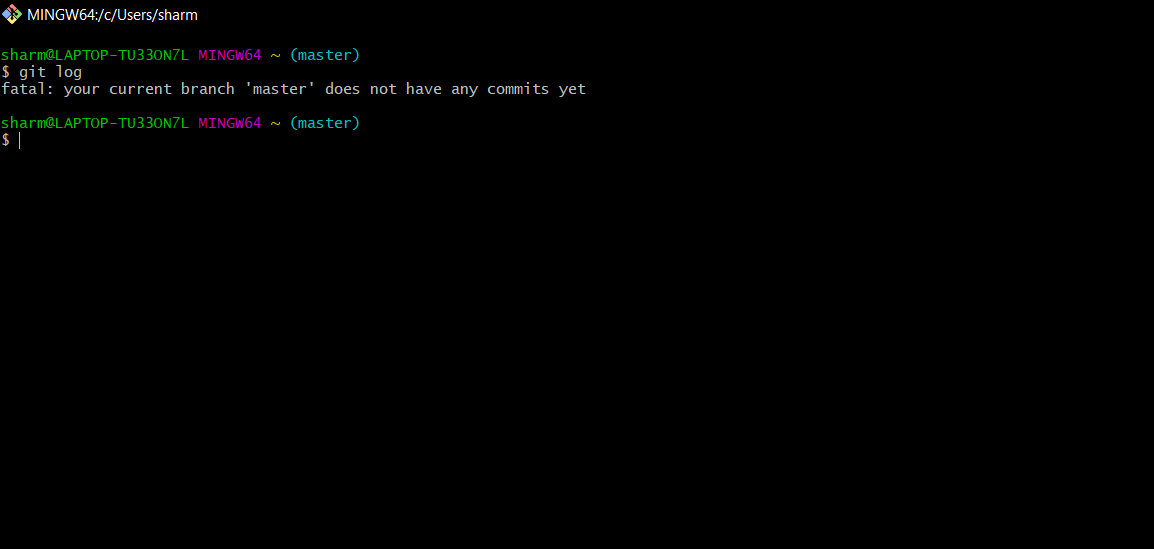 MINGW64:/c/Users/sharm
sharm@LAPTOP-TU33ON7L MINGW64 ~ (master)
$ git log
fatal: your current branch 'master' does not have any commits yet
sharm@LAPTOP-TU33ON7L MINGW64 ~ (master)
$